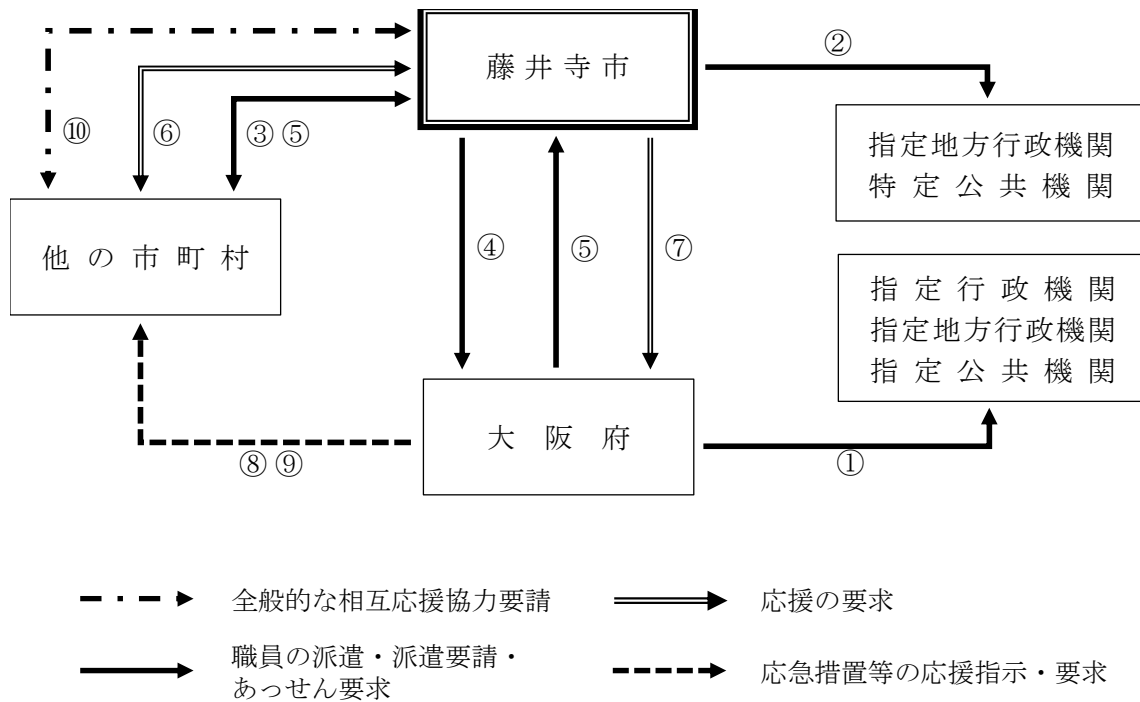 藤井寺市
②
⑩
⑥
③⑤
指定地方行政機関
特定公共機関
他の市町村
④
⑤
⑦
指定行政機関
指定地方行政機関
指定公共機関
大阪府
①
⑧⑨
全般的な相互応援協力要請
応援の要求
職員の派遣・派遣要請・
あっせん要求
応急措置等の応援指示・要求